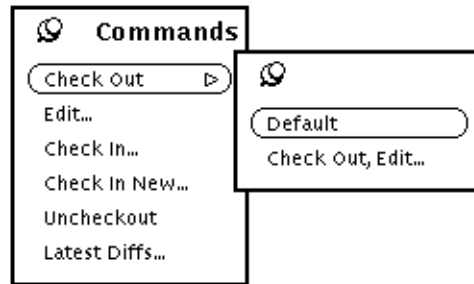 Commands
Check Out
Edit...
Check In...
Check In New...
Uncheckout
Latest Diffs...
Default
Check Out, Edit...